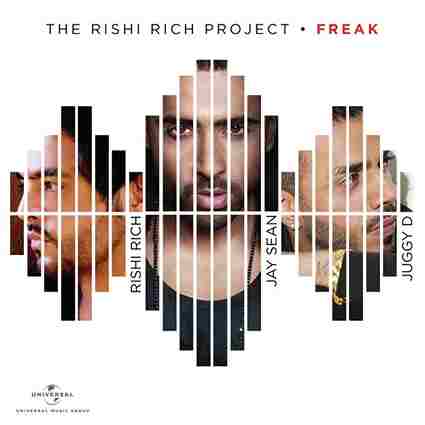 THE RISHI RICH PROJECT • FREAK
RISHI RICH
JAY SEAN
JUGGY D
UNIVERSAL
UNIVERSAL MUSIC GROUP